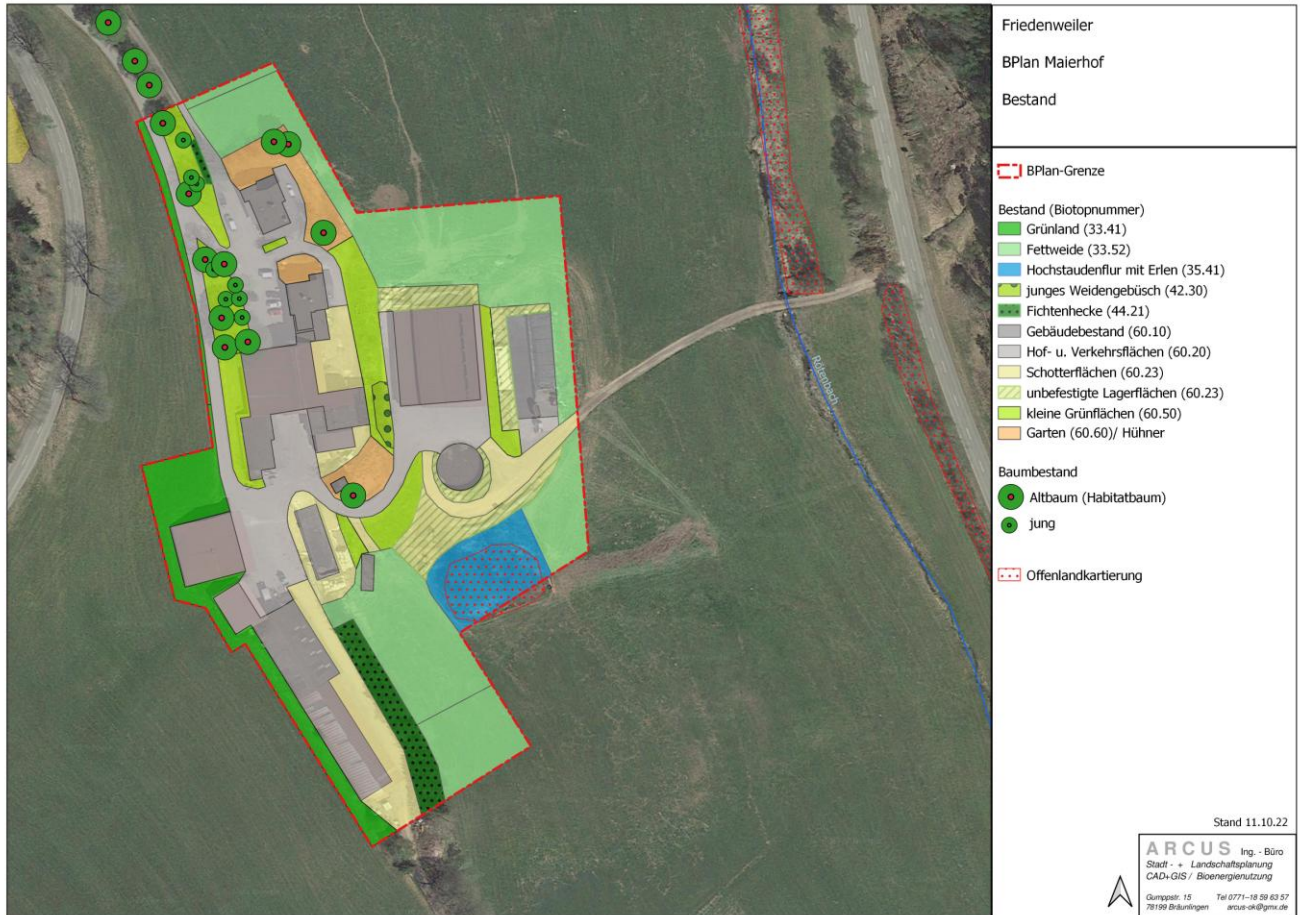 Friedenweiler
BPlan Maierhof
Bestand
BPlan-Grenze
Bestand (Biotopnummer)
Grünland (33.41)
Fettweide (33.52)
Hochstaudenflur mit Erlen (35.41)
junges Weidengebüsch (42.30)
Fichtenhecke (44.21)
Gebäudebestand (60.10)
Hof- u. Verkehrsflächen (60.20)
Schotterflächen (60.23)
unbefestigte Lagerflächen (60.23)
kleine Grünflächen (60.50)
Garten (60.60)/ Hühner
Baumbestand
Altbaum (Habitatbaum)
jung
Offenlandkartierung
Rötenbach
Stand 11.10.22
ARCUS Ing. - Büro
Stadt - + Landschaftsplanung
CAD+GIS / Bioenergienutzung
Gumppstr. 15 Tel 0771-18 59 63 57
78199 Bräunlingen arcus-ok@gmx.de